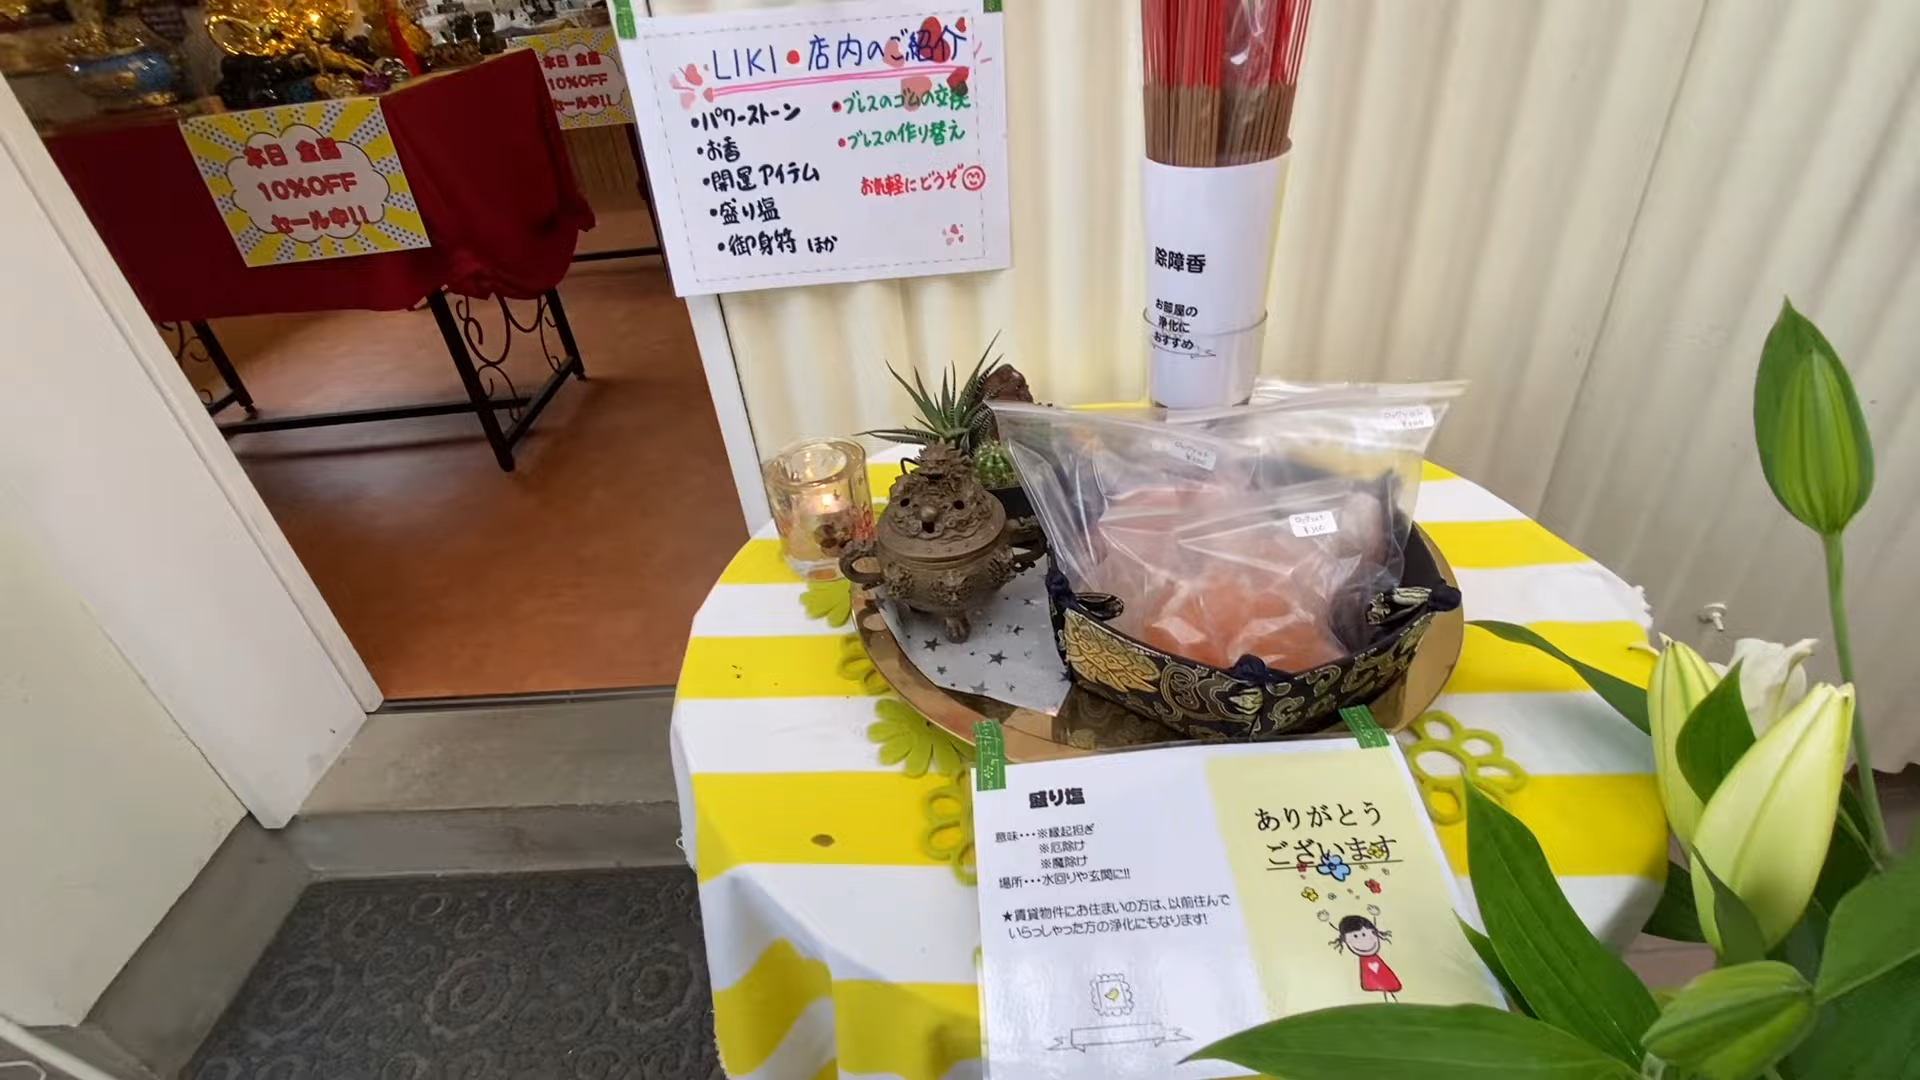 LIKI・店内のご紹介
・パワーストーン
・お香
・開運アイテム
・盛り塩
・御身符 ほか
・ブレスのゴムの交換
・ブレスの作り替え
お気軽にどうぞ
本日 全品
10%OFF
セール中!!
本日 全品
10%OFF
セール中!!
除障香
お部屋の
浄化に
おすすめ
盛り塩
意味・・・※縁起担ぎ
※厄除け
※魔除け
場所・・・水回りや玄関に!!
★賃貸物件にお住まいの方は、以前住んで
いらっしゃった方の浄化にもなります!
ありがとう
ございます